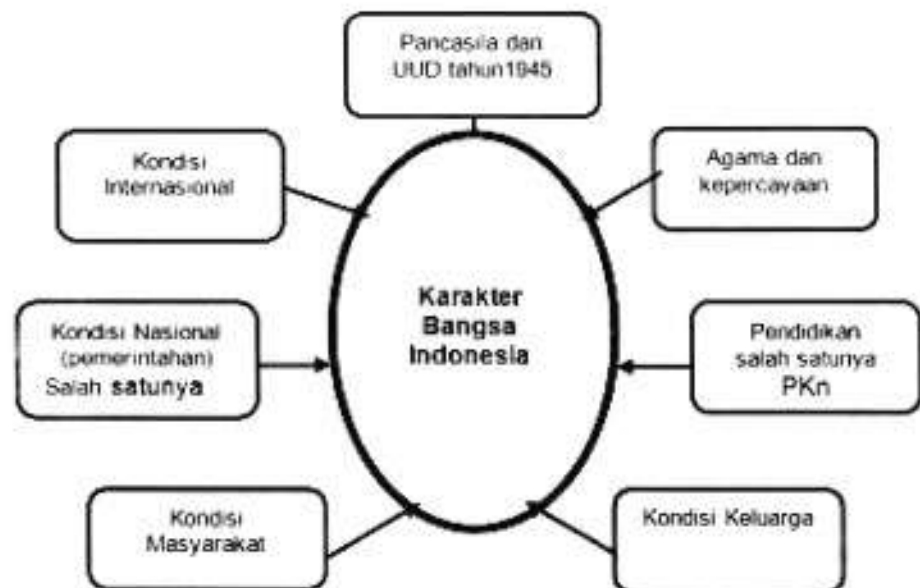 Pancasila dan
UUD tahun1945
Kondisi
Internasional
Agama dan
kepercayaan
Karakter
Bangsa
Indonesia
Kondisi Nasional
(pemerintahan)
Salah satunya
Pendidikan
salah satunya
PKn
Kondisi
Masyarakat
Kondisi Keluarga